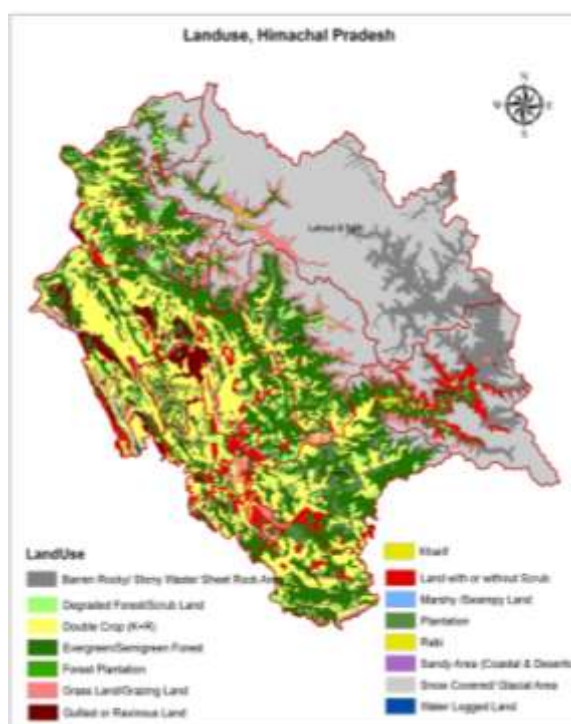 Landuse, Himachal Pradesh
N
W E
S
Lahoul &
LandUse
Barren Rocky/ Stony Waste/ Sheet Rock Area
Degraded Forest/Scrub Land
Double Crop (K+R)
Evergreen/Semigreen Forest
Forest Plantation
Grass Land/Grazing Land
Gullied or Ravinous Land
Kharif
Land with or without Scrub
Marshy /Swampy Land
Plantation
Rabi
Sandy Area (Coastal & Desertic
Snow Covered/ Glacial Area
Water Logged Land